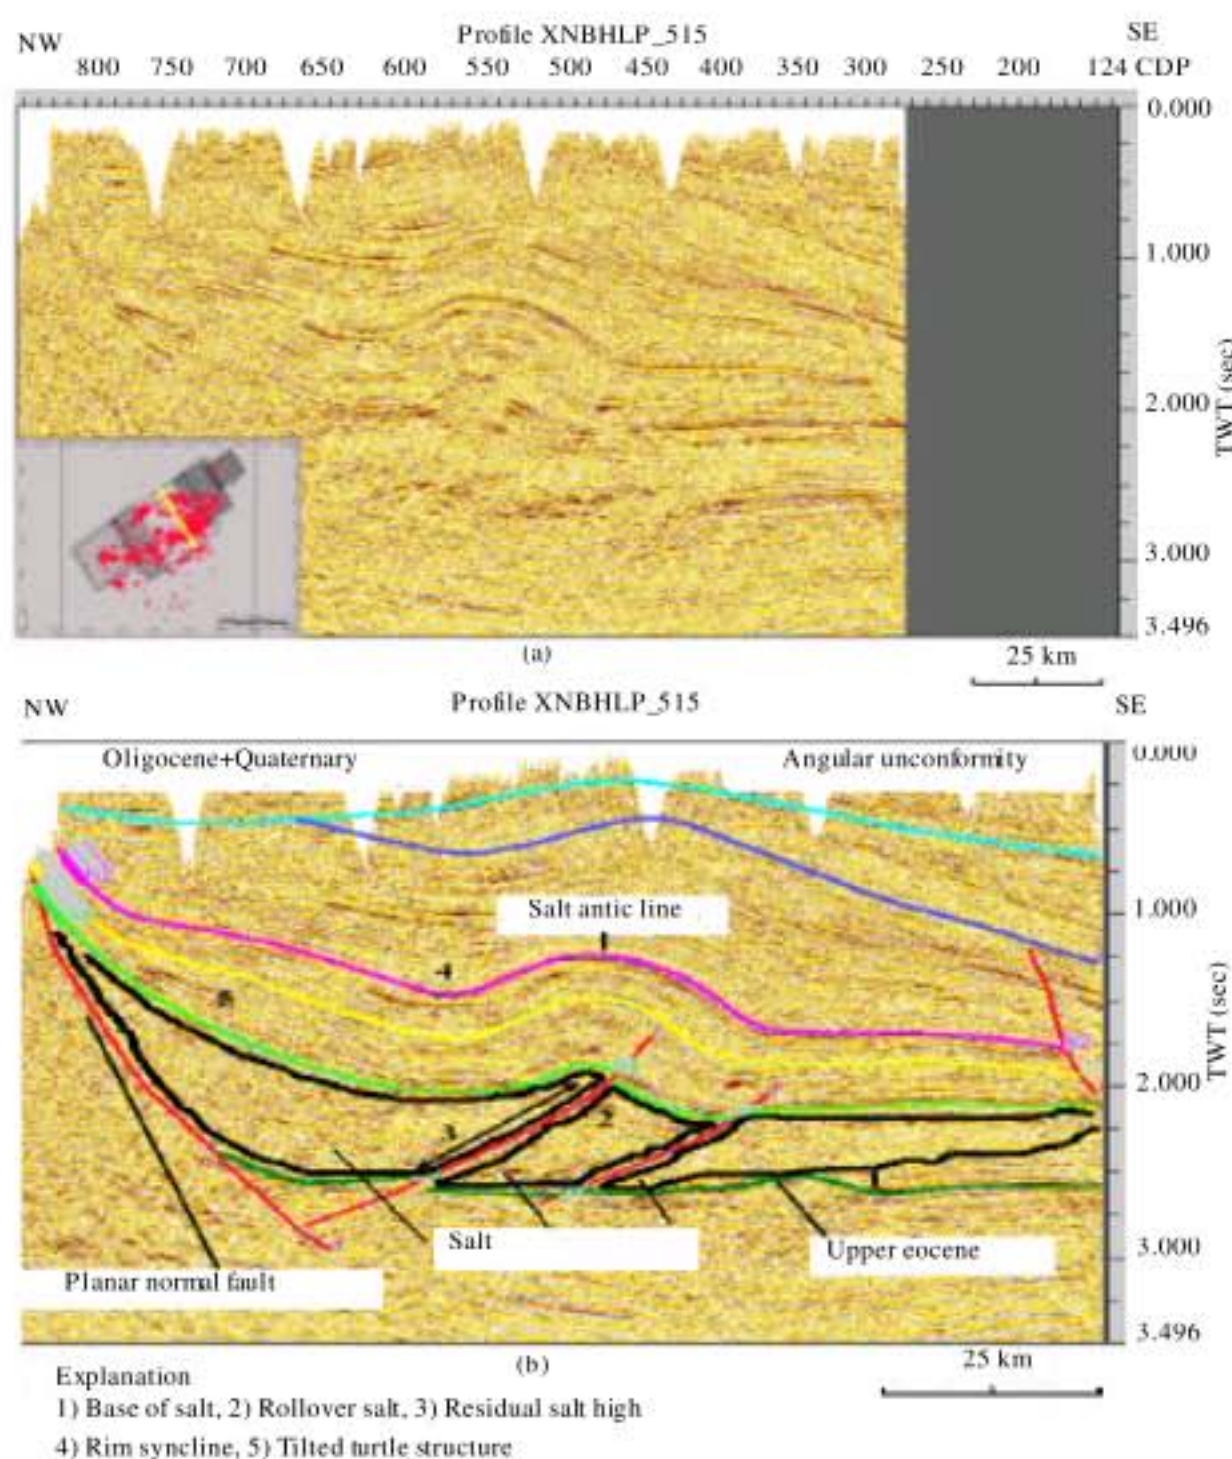 Profile XNBHLP_515
NW
SE
800 750 700 650 600 550 500 450 400 350 300 250 200 124 CDP
0.000
1.000
2.000
3.000
3.496
TWT (sec)
(a)
25 km
Profile XNBHLP_515
NW
SE
Oligocene+Quaternary
Angular unconformity
0.000
1.000
2.000
3.000
3.496
TWT (sec)
Salt antic line
1
4
5
3
2
Salt
Upper eocene
Planar normal fault
(b)
25 km
Explanation
1) Base of salt, 2) Rollover salt, 3) Residual salt high
4) Rim syncline, 5) Tilted turtle structure